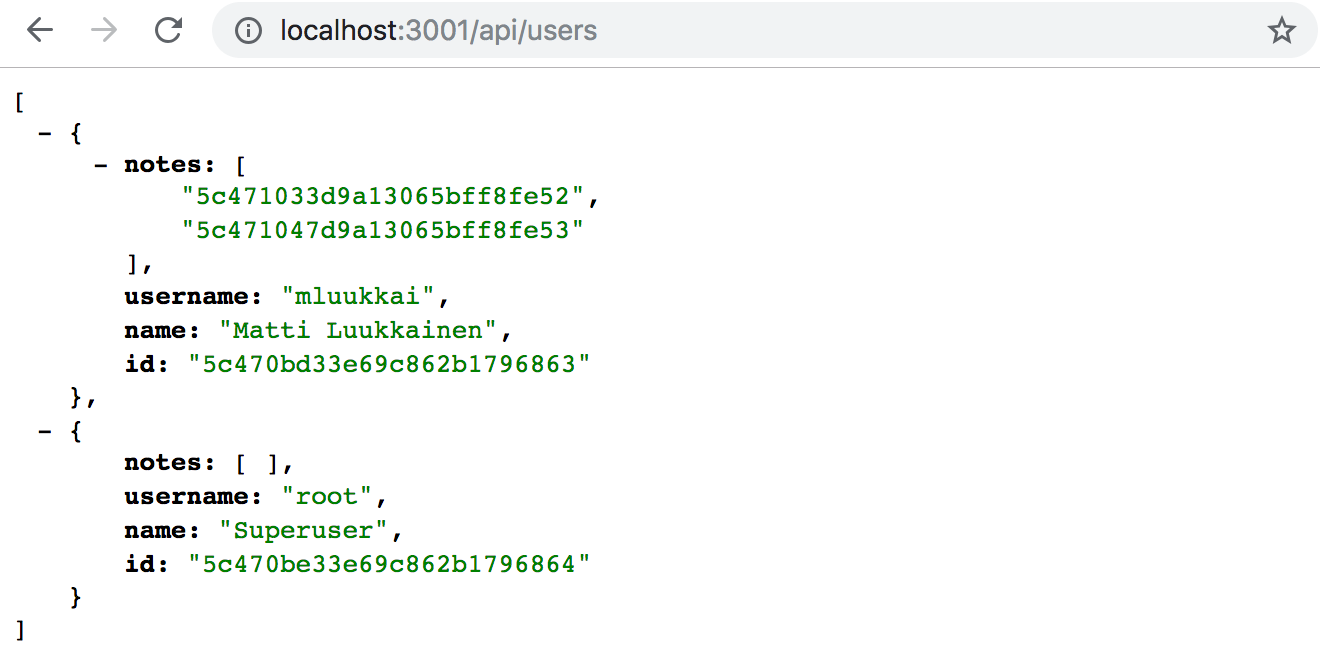 localhost:3001/api/users
[
- {
- notes: [
"5c471033d9a13065bff8fe52",
"5c471047d9a13065bff8fe53"
],
username: "mluukkai",
name: "Matti Luukkainen",
id: "5c470bd33e69c862b1796863"
},
- {
notes: [ ],
username: "root",
name: "Superuser",
id: "5c470be33e69c862b1796864"
}
]